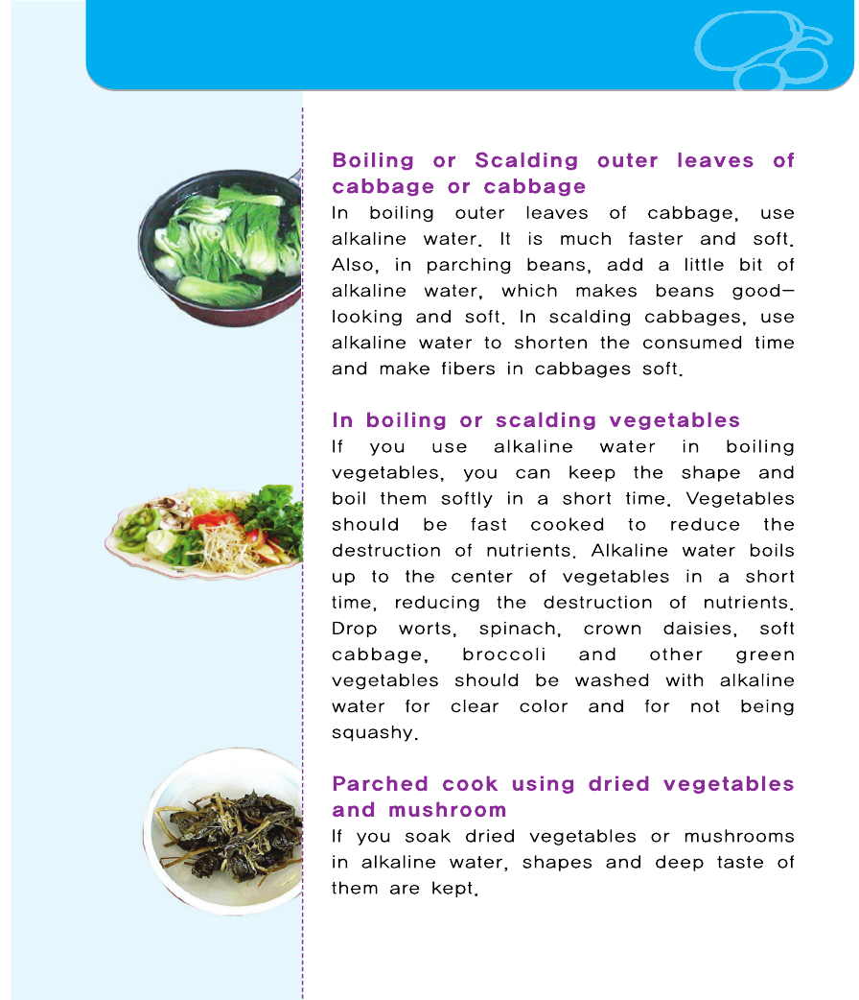 Boiling or Scalding outer leaves of
cabbage or cabbage
In boiling outer leaves of cabbage, use
alkaline water. It is much faster and soft.
Also, in parching beans, add a little bit of
alkaline water, which makes beans good-
looking and soft. In scalding cabbages, use
alkaline water to shorten the consumed time
and make fibers in cabbages soft.
In boiling or scalding vegetables
If you use alkaline water in boiling
vegetables, you can keep the shape and
boil them softly in a short time. Vegetables
should be fast cooked to reduce the
destruction of nutrients. Alkaline water boils
up to the center of vegetables in a short
time, reducing the destruction of nutrients.
Drop worts, spinach, crown daisies, soft
cabbage, broccoli and other green
vegetables should be washed with alkaline
water for clear color and for not being
squashy.
Parched cook using dried vegetables
and mushroom
If you soak dried vegetables or mushrooms
in alkaline water, shapes and deep taste of
them are kept.